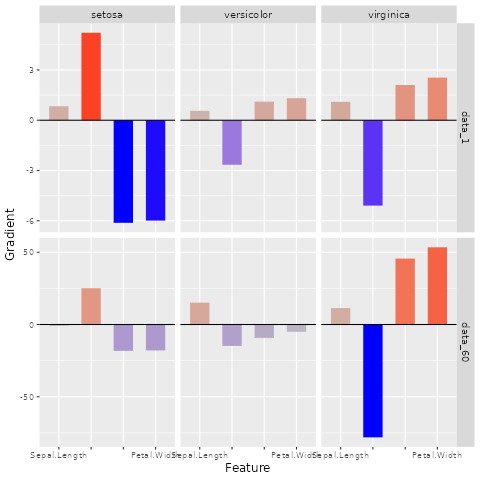 setosa versicolor virginica
3
0
-3
-6
data_1
Gradient
50
0
-50
data_60
Sepal.Length Petal.Width Sepal.Length Petal.Width Sepal.Length Petal.Width
Feature